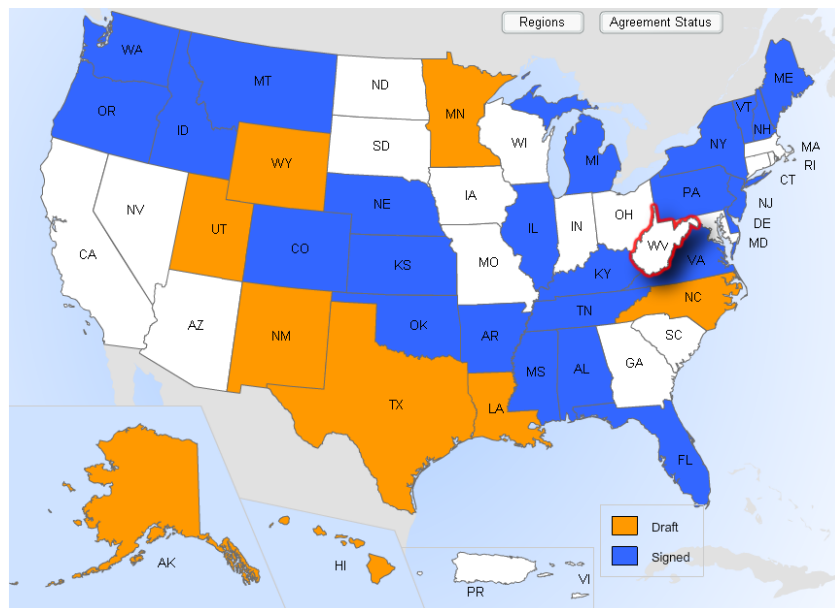 Regions
Agreement Status
WA
MT
ND
MN
ME
VT
OR
ID
SD
WI
MI
NY
NH
MA
RI
WY
IA
PA
CT
NE
NJ
NV
UT
IL
IN
OH
DE
CA
CO
WV
MD
KS
MO
KY
VA
AZ
NM
OK
AR
TN
NC
SC
MS
AL
GA
TX
LA
FL
Draft
Signed
AK
HI
PR
VI